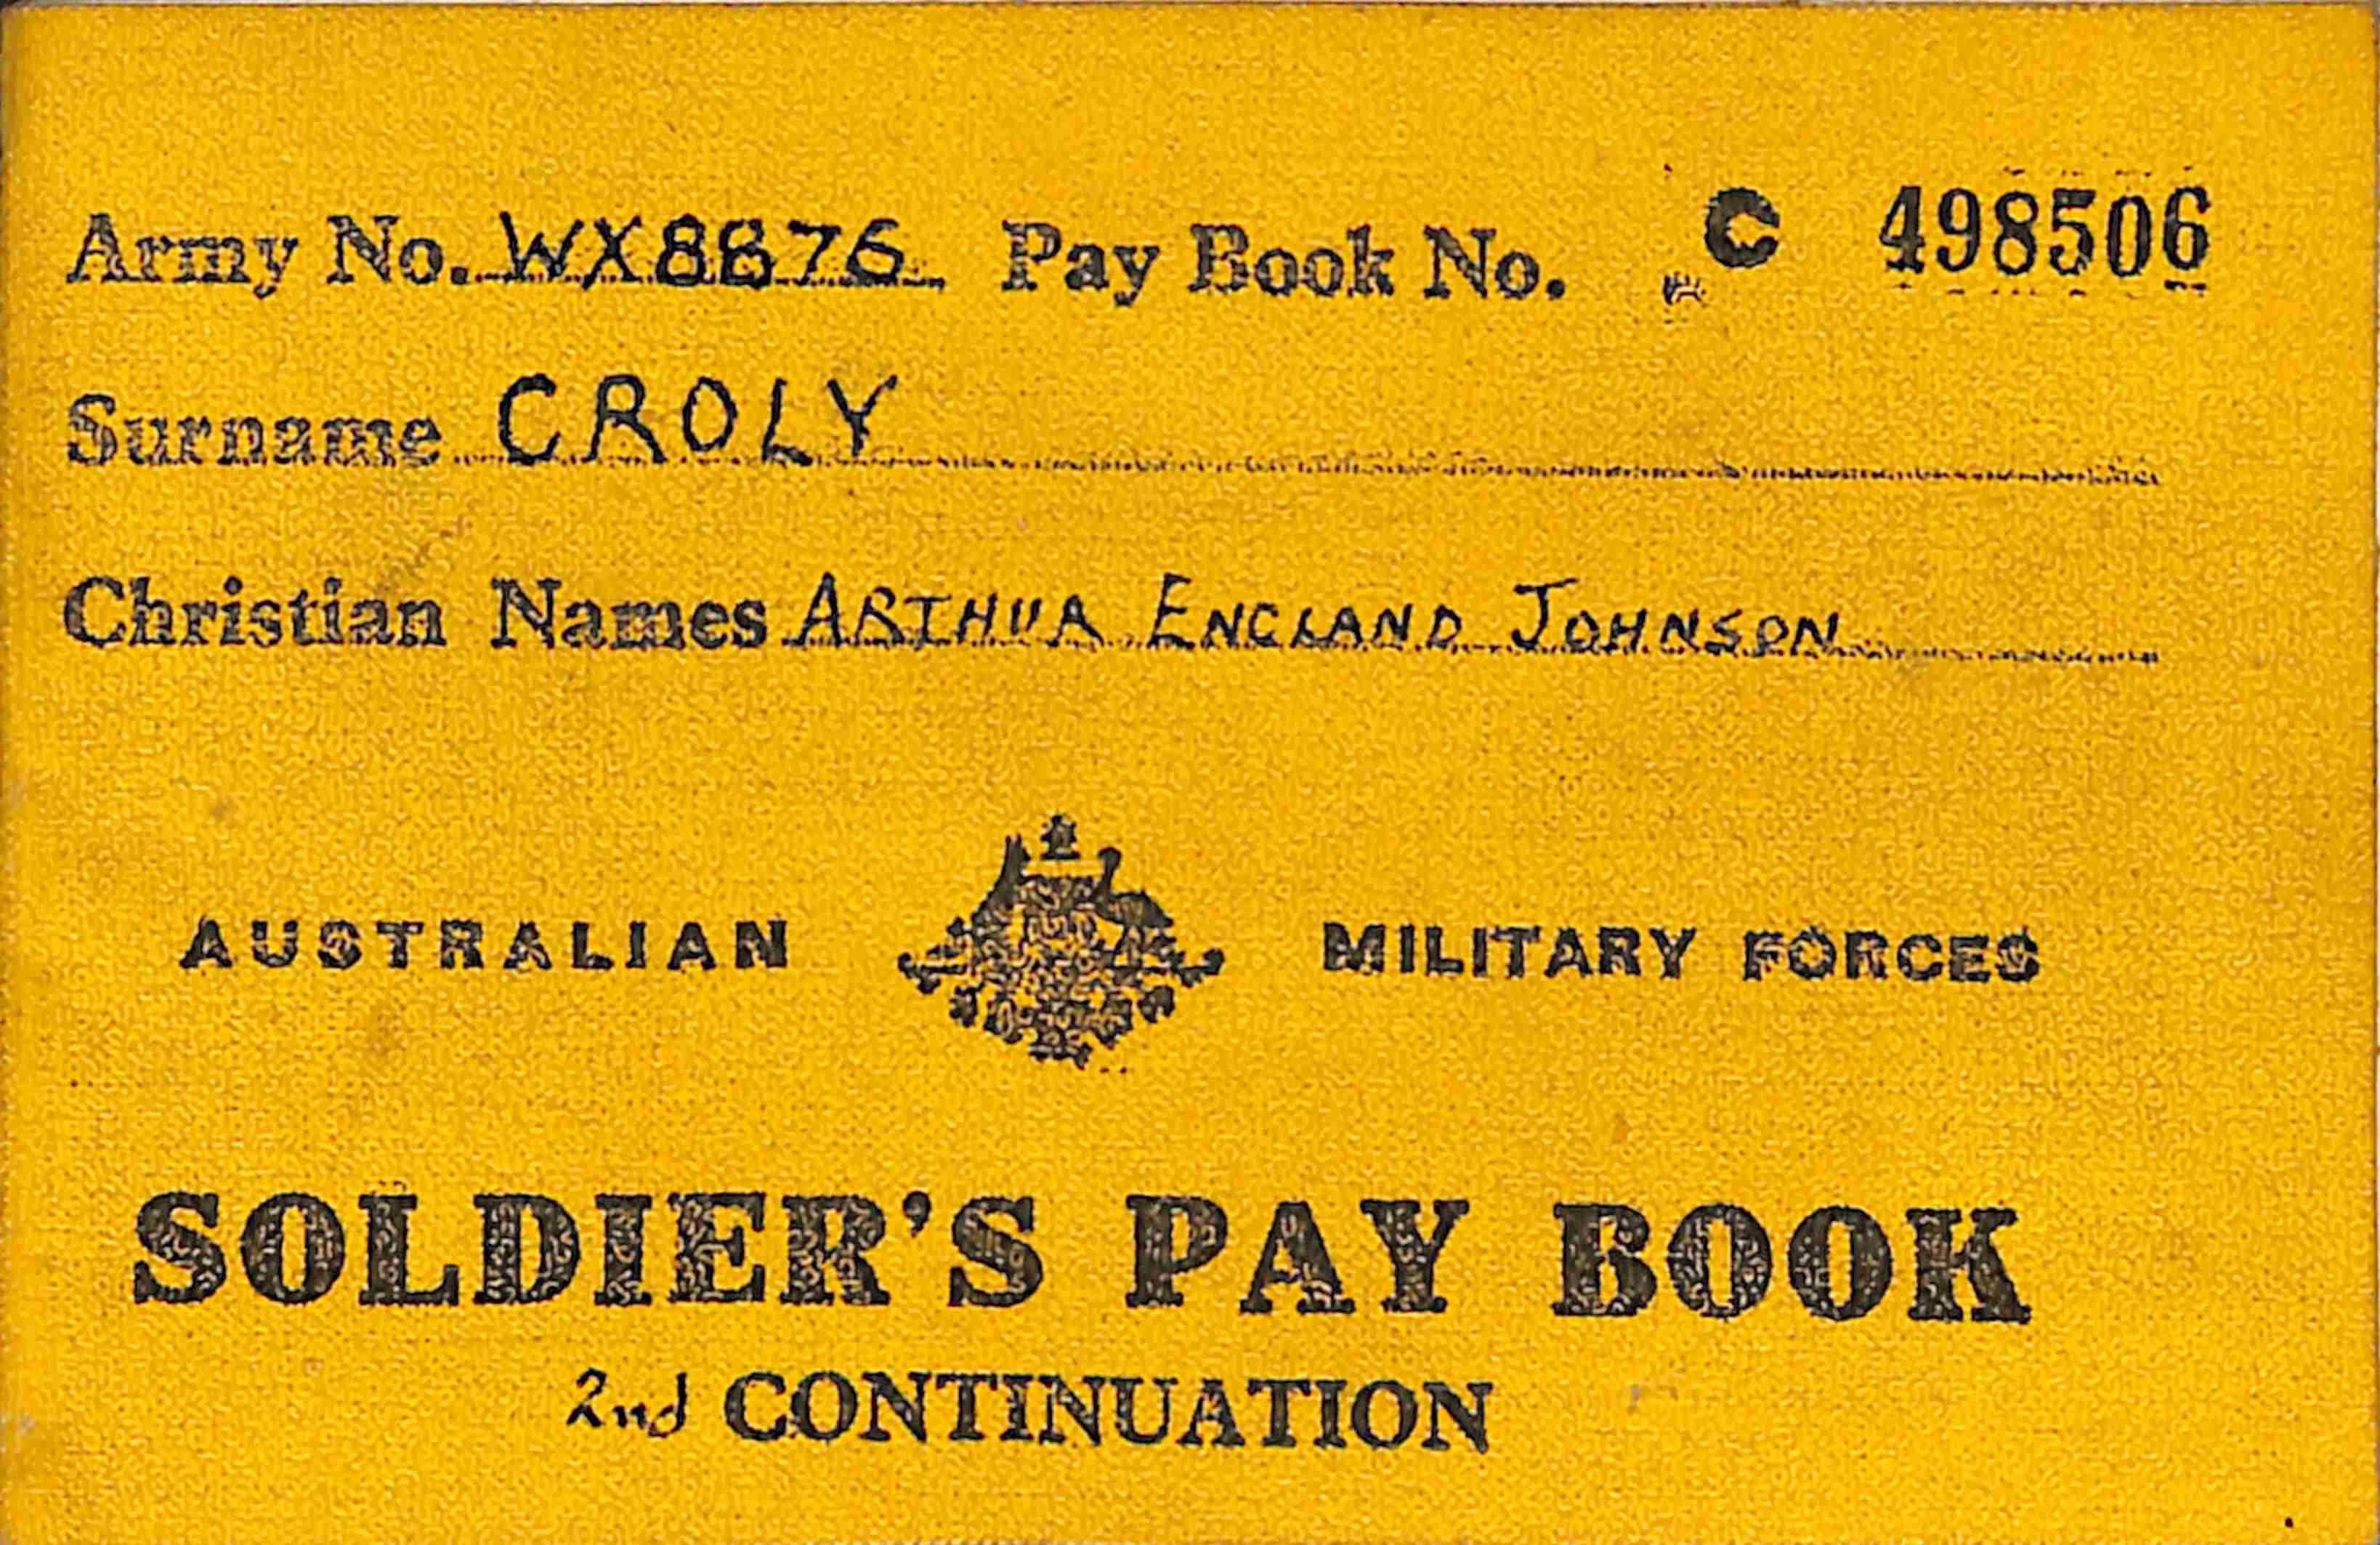 Army No. WX8676 Pay Book No. C 498506
Surname CROLY
Christian Names ARTHUR ENGLAND JOHNSON
AUSTRALIAN MILITARY FORCES
SOLDIER'S PAY BOOK
2nd CONTINUATION